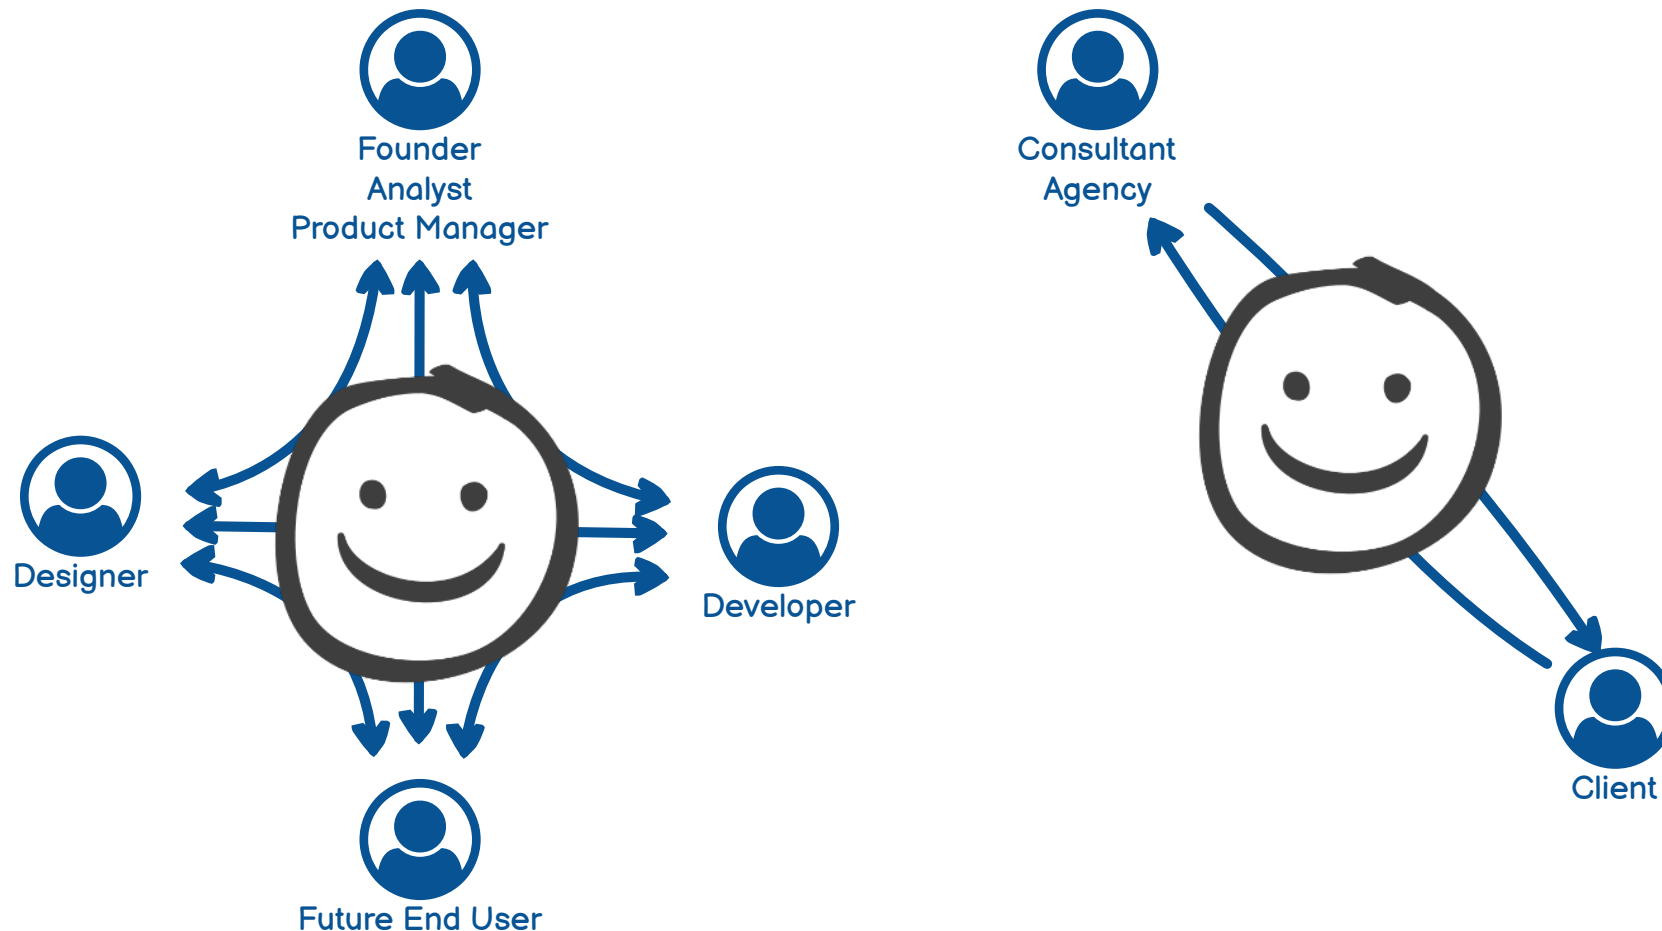 Founder
Analyst
Product Manager
Designer
Developer
Future End User
Consultant
Agency
Client